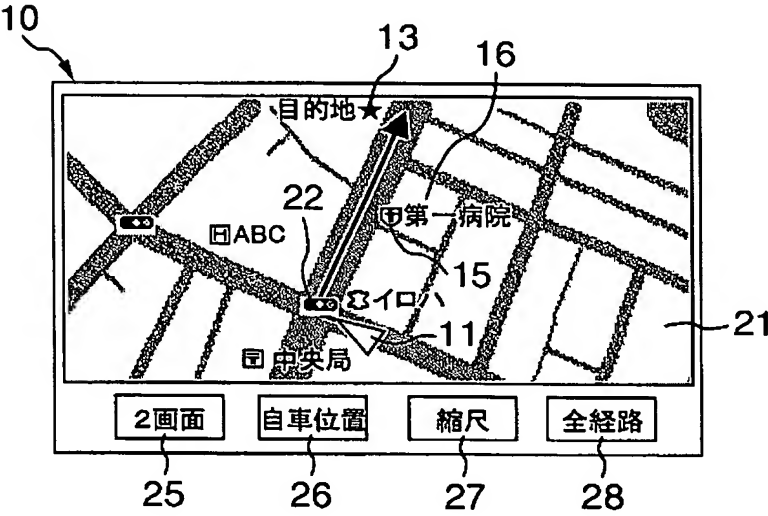 10
13
16
目的地★
22
第一病院
HABC
15
イロハ
11
21
〒中央局
2画面
自車位置
縮尺
全経路
25
26
27
28